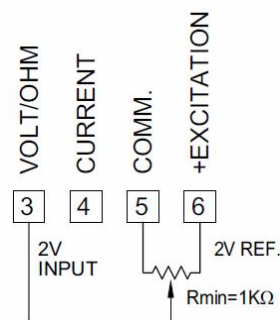 VOLT/OHM
CURRENT
COMM.
+EXCITATION
3
4
5
6
2V
INPUT
2V REF.
Rmin=1KΩ